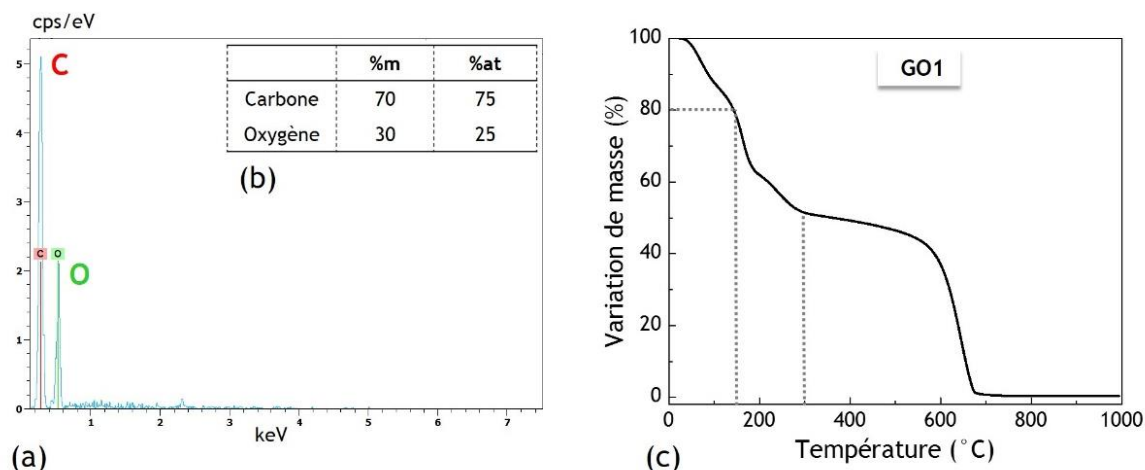 cps/eV
5
4
3
2
1
0
C
O
C
O
1 2 3 4 5 6 7
keV
(a)
%m %at
Carbone 70 75
Oxygène 30 25
(b)
100
80
60
40
20
0
Variation de masse (%)
GO1
0 200 400 600 800 1000
Température (°C)
(c)